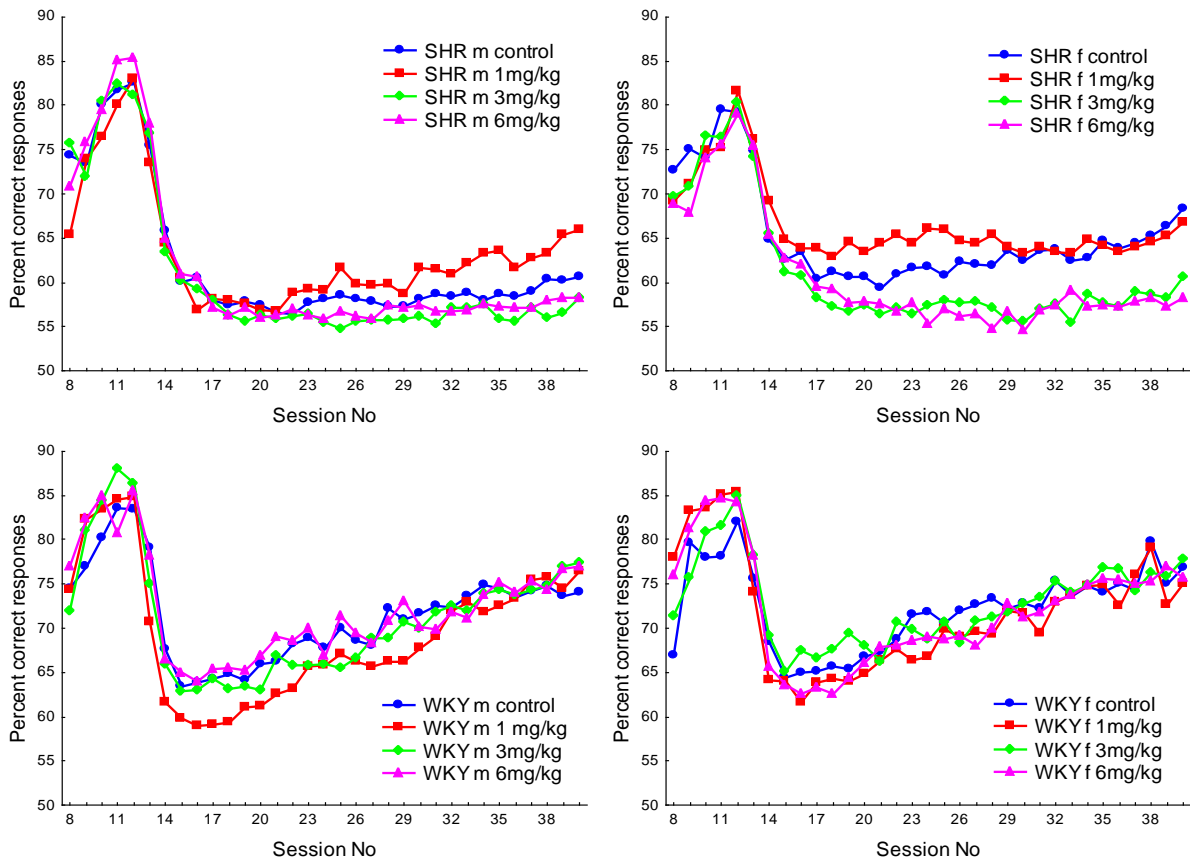 90
85
80
75
70
65
60
55
50
Percent correct responses
8 11 14 17 20 23 26 29 32 35 38
Session No
SHR m control
SHR m 1mg/kg
SHR m 3mg/kg
SHR m 6mg/kg
90
85
80
75
70
65
60
55
50
Percent correct responses
8 11 14 17 20 23 26 29 32 35 38
Session No
SHR f control
SHR f 1mg/kg
SHR f 3mg/kg
SHR f 6mg/kg
90
85
80
75
70
65
60
55
50
Percent correct responses
8 11 14 17 20 23 26 29 32 35 38
Session No
WKY m control
WKY m 1 mg/kg
WKY m 3mg/kg
WKY m 6mg/kg
90
85
80
75
70
65
60
55
50
Percent correct responses
8 11 14 17 20 23 26 29 32 35 38
Session No
WKY f control
WKY f 1mg/kg
WKY f 3mg/kg
WKY f 6mg/kg